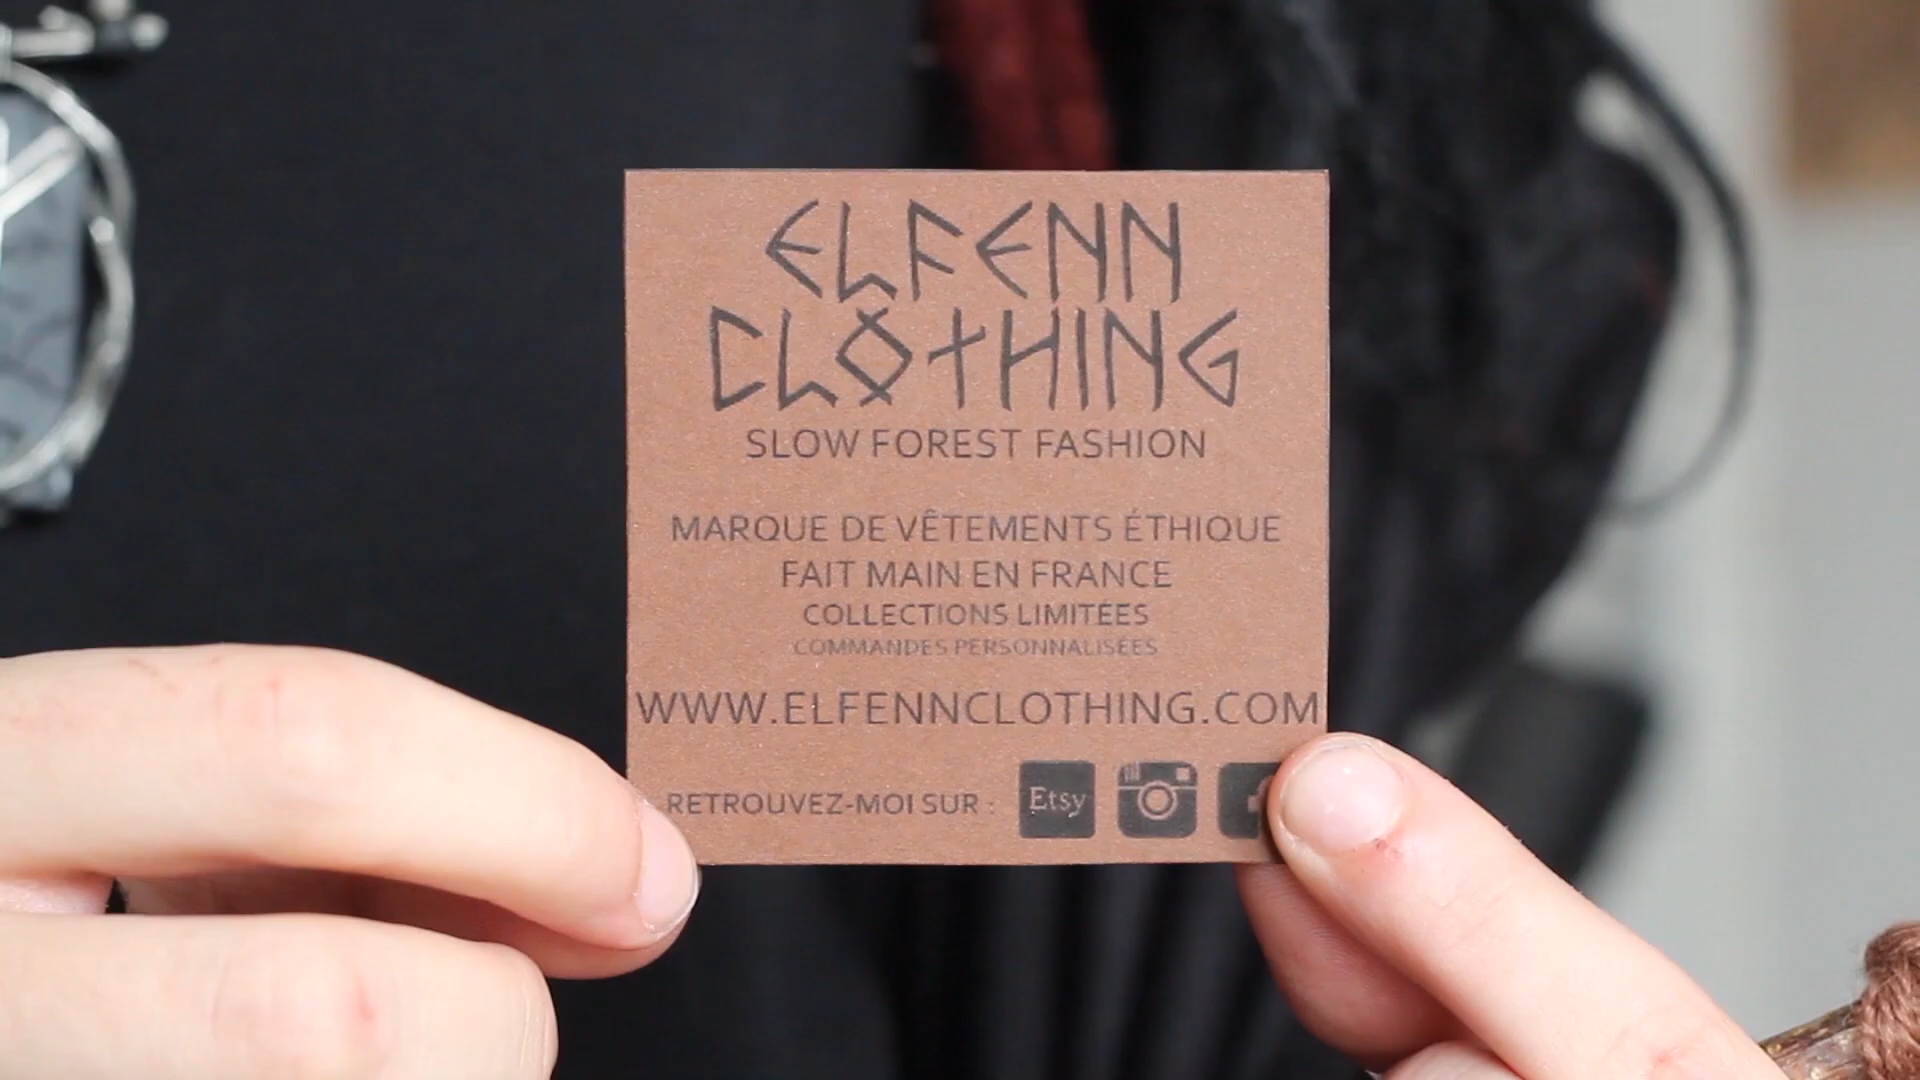 ELFENN
CLOTHING
SLOW FOREST FASHION
MARQUE DE VÊTEMENTS ÉTHIQUE
FAIT MAIN EN FRANCE
COLLECTIONS LIMITÉES
COMMANDES PERSONNALISÉES
WWW.ELFENNCLOTHING.COM
RETROUVEZ-MOI SUR : Etsy